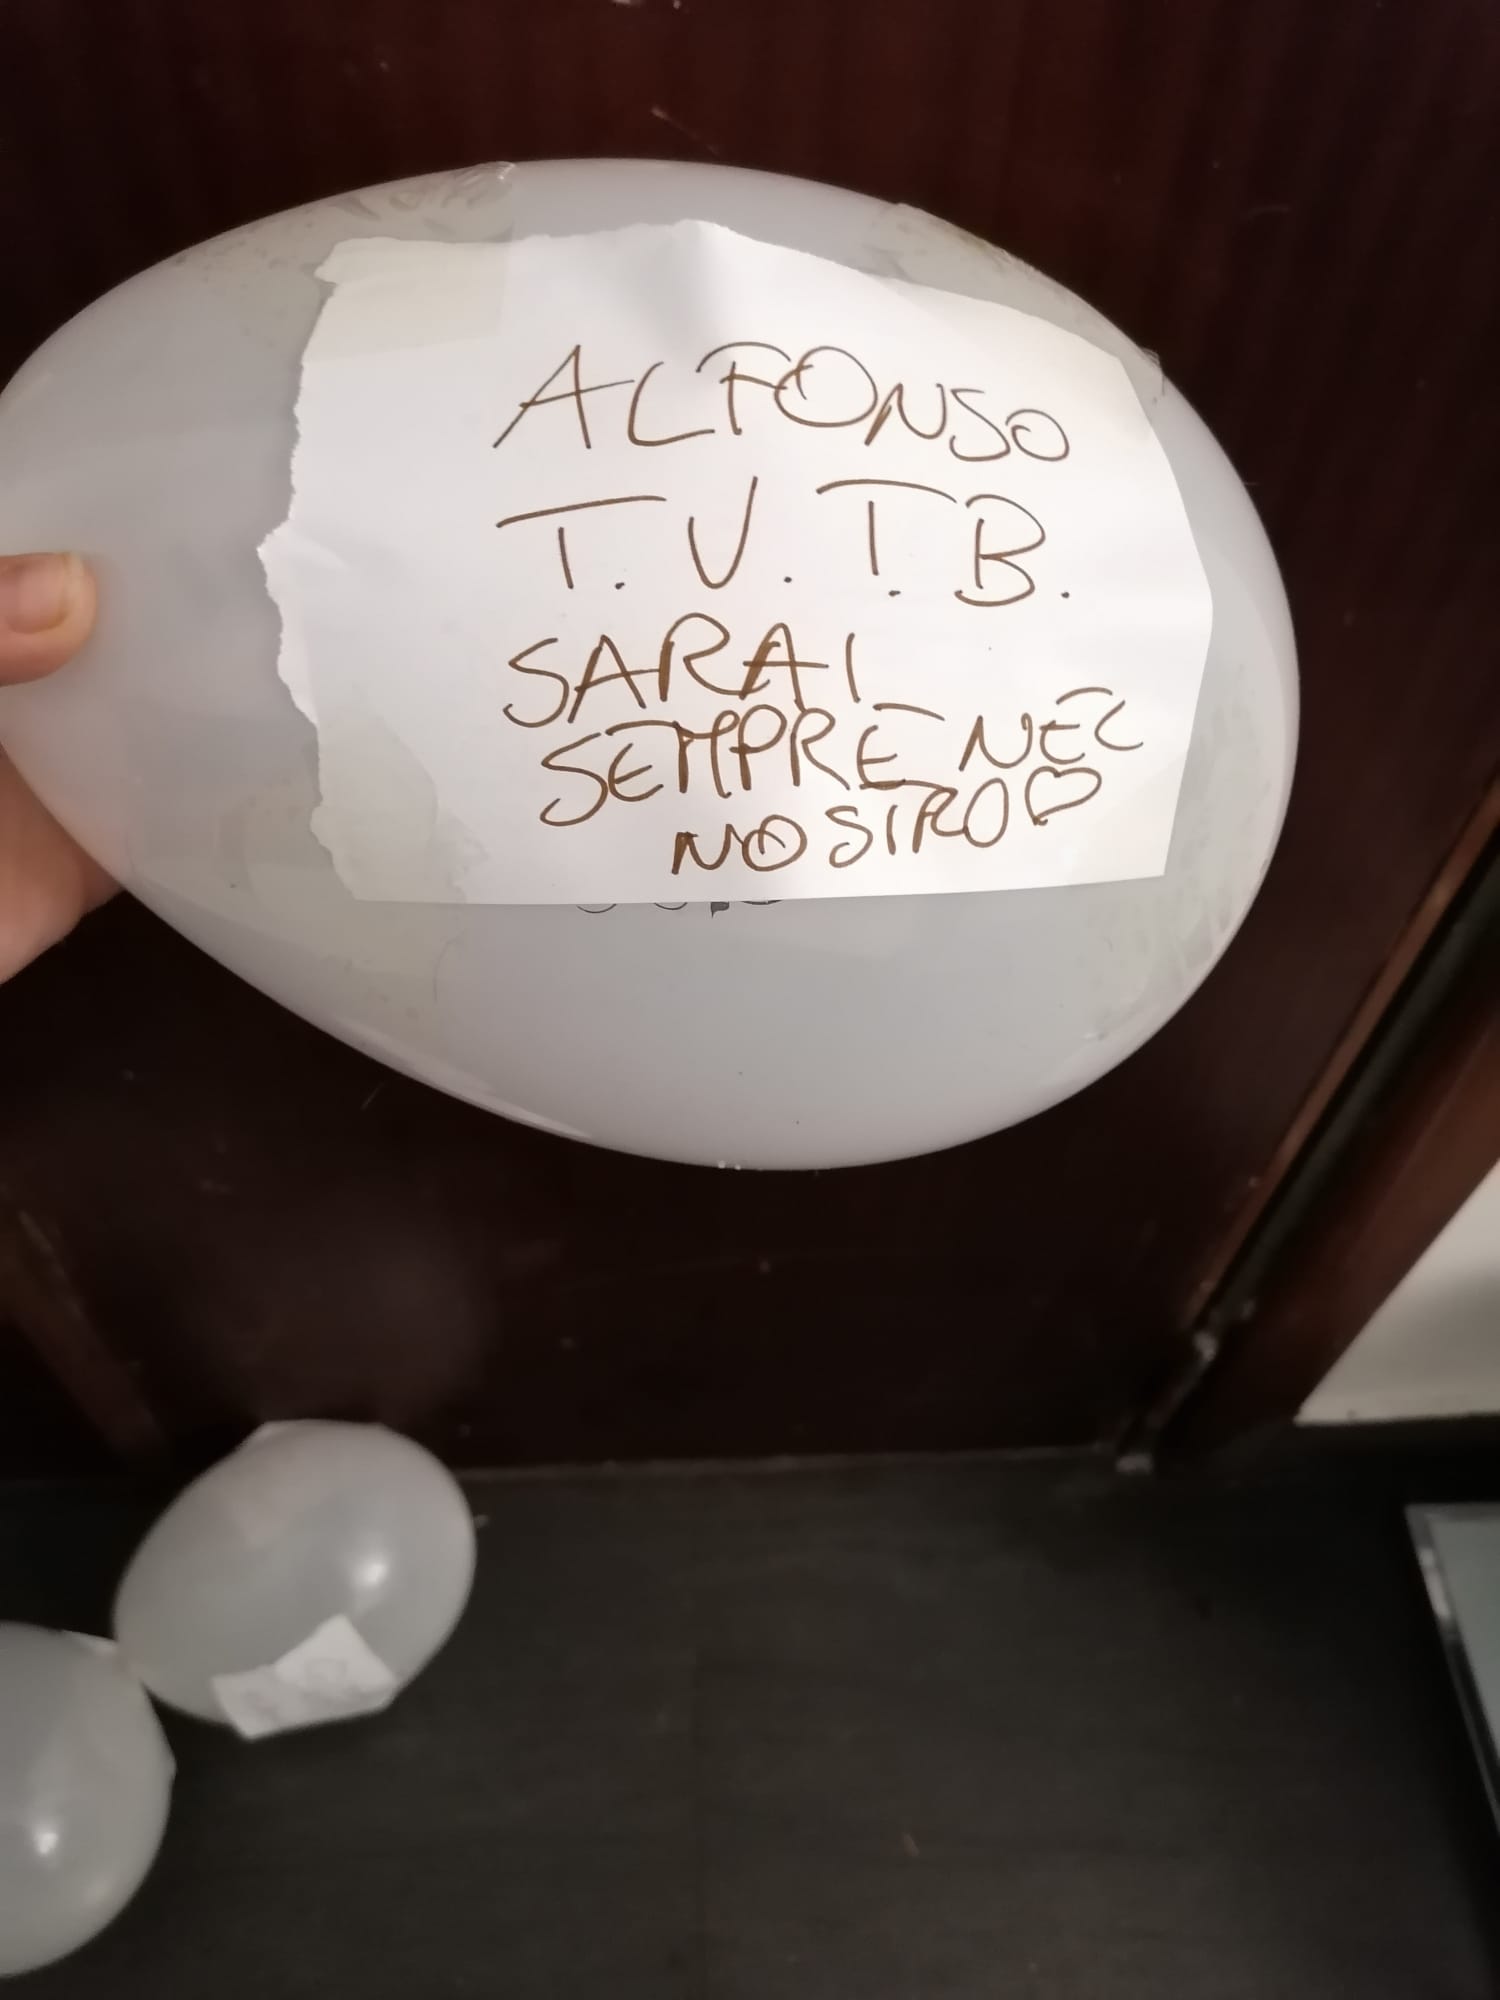 ALFONSO
T.V.T.B.
SARAI
SEMPRE NEL
NOSTRO♡